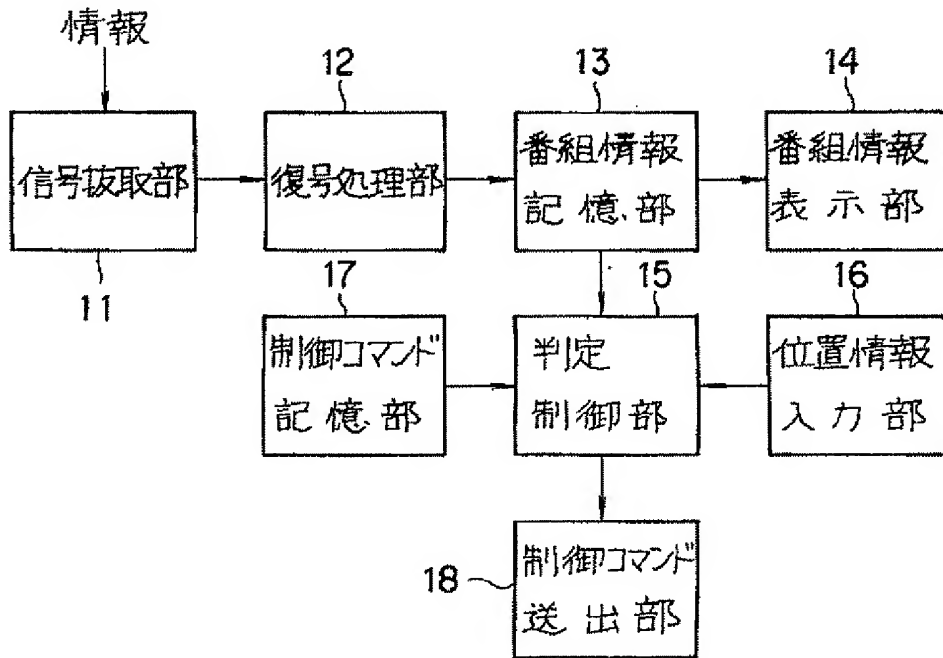 情報
12
13
14
信号抜取部
復号処理部
番組情報
記憶部
番組情報
表示部
11
17
15
16
制御コマンド
記憶部
判定
制御部
位置情報
入力部
18
制御コマンド
送出部